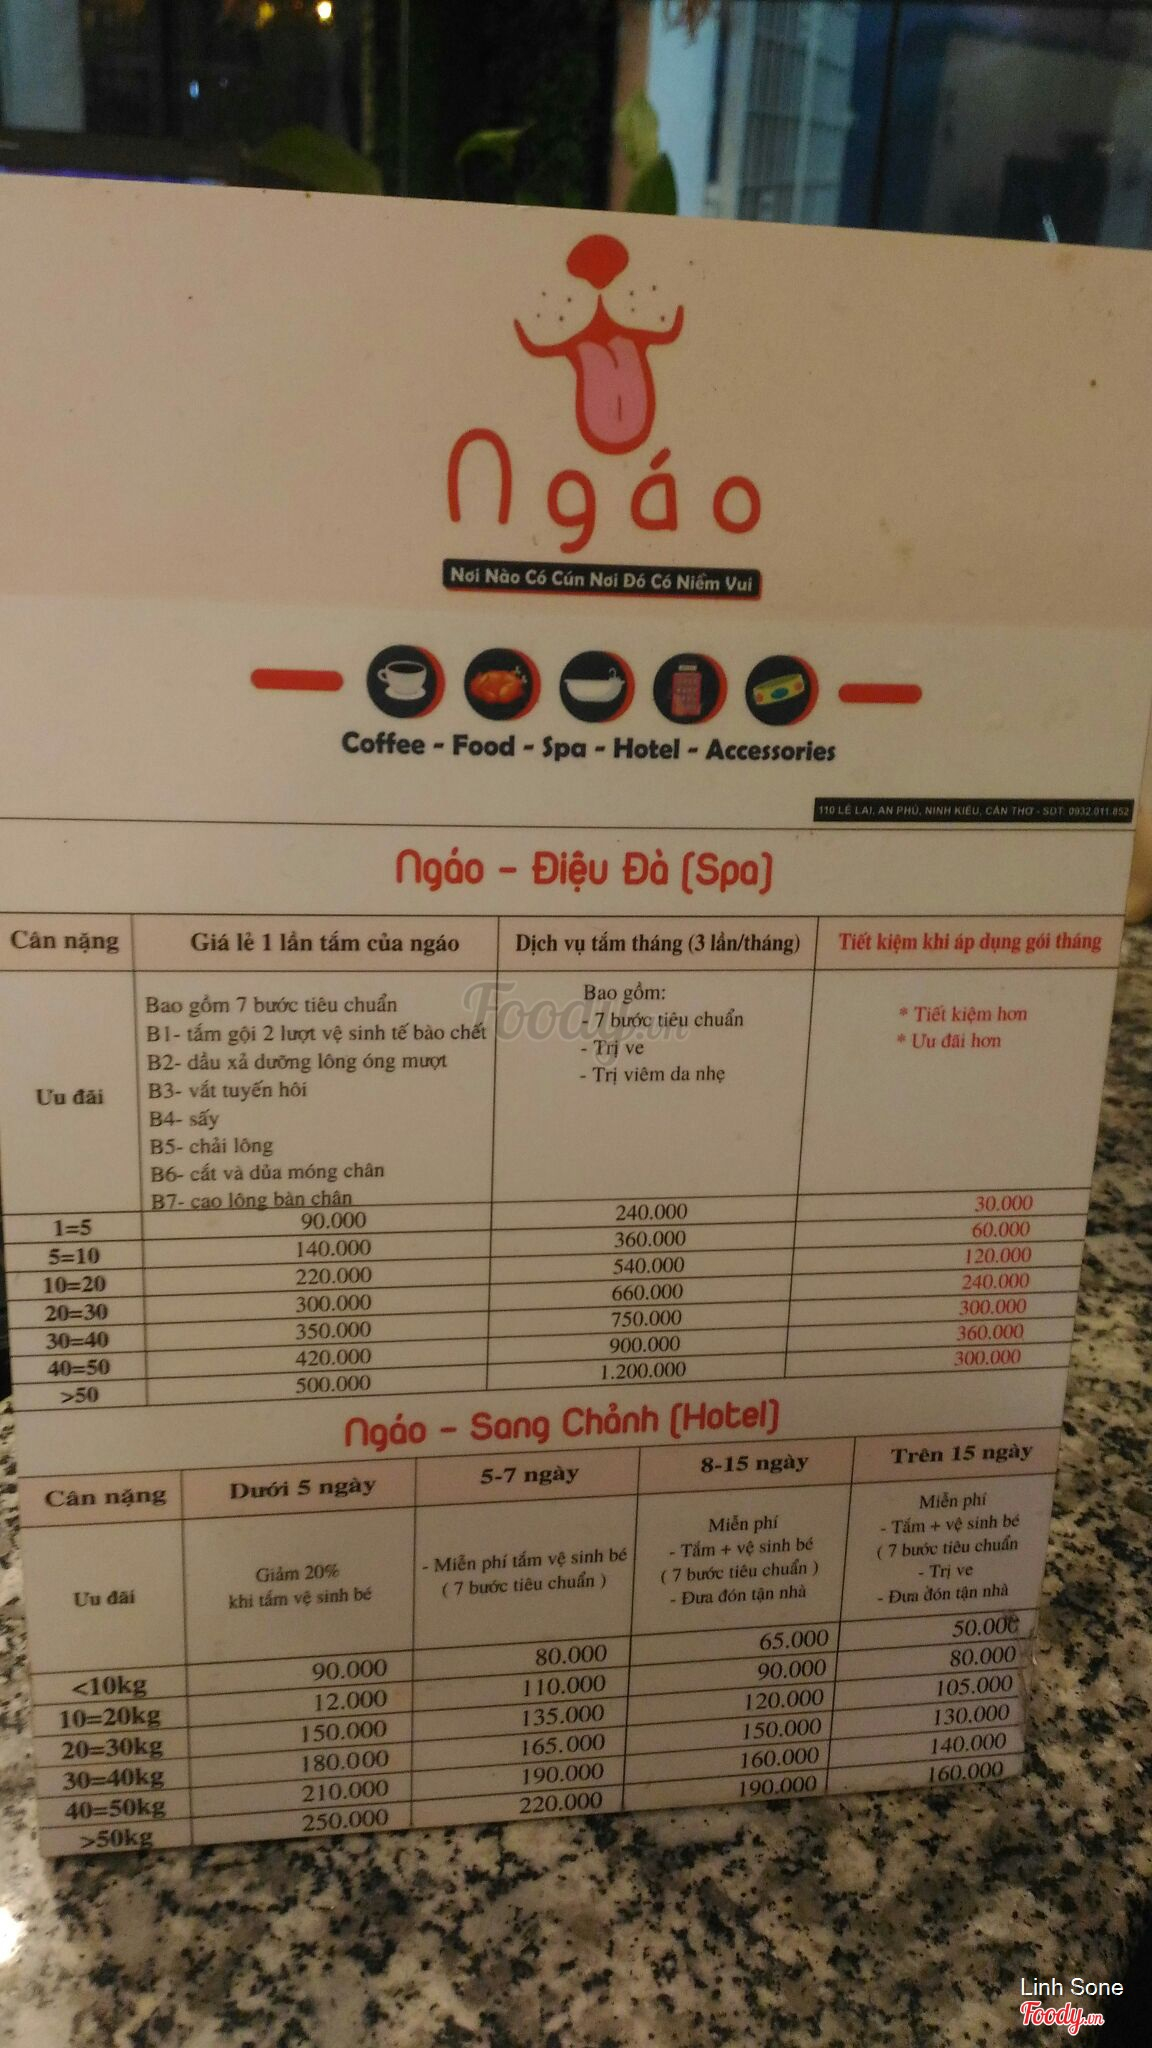 Ngáo
Nơi Nào Có Cún Nơi Đó Có Niềm Vui
Coffee - Food - Spa - Hotel - Accessories
110 LÊ LAI, AN PHÚ, NINH KIỀU, CẦN THƠ - SDT: 0932.011.852
Ngáo - Điệu Đà (Spa)
Cân nặng Giá lẻ 1 lần tắm của ngáo Dịch vụ tắm tháng (3 lần/tháng) Tiết kiệm khi áp dụng gói tháng
Ưu đãi
Bao gồm 7 bước tiêu chuẩn
B1- tắm gội 2 lượt vệ sinh tế bào chết
B2- dầu xả dưỡng lông óng mượt
B3- vắt tuyến hôi
B4- sấy
B5- chải lông
B6- cắt và dủa móng chân
B7- cạo lông bàn chân
Bao gồm:
- 7 bước tiêu chuẩn
- Trị ve
- Trị viêm da nhẹ
* Tiết kiệm hơn
* Ưu đãi hơn
1=5 90.000 240.000 30.000
5=10 140.000 360.000 60.000
10=20 220.000 540.000 120.000
20=30 300.000 660.000 240.000
30=40 350.000 750.000 300.000
40=50 420.000 900.000 360.000
>50 500.000 1.200.000 300.000
Ngáo - Sang Chảnh (Hotel)
Cân nặng Dưới 5 ngày 5-7 ngày 8-15 ngày Trên 15 ngày
Ưu đãi
Giảm 20%
khi tắm vệ sinh bé
- Miễn phí tắm vệ sinh bé
( 7 bước tiêu chuẩn )
Miễn phí
- Tắm + vệ sinh bé
( 7 bước tiêu chuẩn )
- Đưa đón tận nhà
Miễn phí
- Tắm + vệ sinh bé
( 7 bước tiêu chuẩn
- Trị ve
- Đưa đón tận nhà
<10kg 90.000 80.000 65.000 50.000
10=20kg 12.000 110.000 90.000 80.000
20=30kg 150.000 135.000 120.000 105.000
30=40kg 180.000 165.000 150.000 130.000
40=50kg 210.000 190.000 160.000 140.000
>50kg 250.000 220.000 190.000 160.000
Foody.vn
Linh Sone
Foody.vn